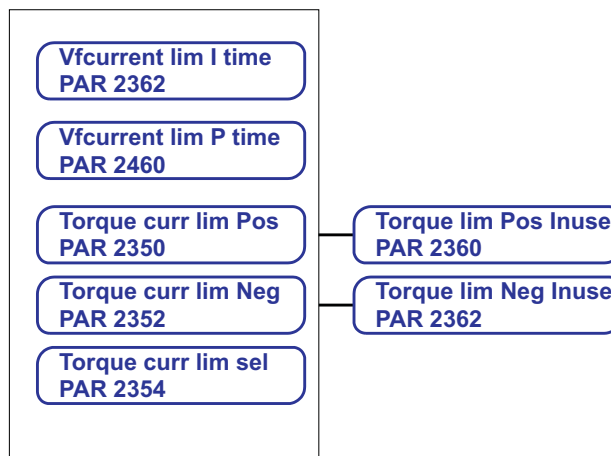 Vfcurrent lim I time
PAR 2362
Vfcurrent lim P time
PAR 2460
Torque curr lim Pos
PAR 2350
Torque lim Pos Inuse
PAR 2360
Torque curr lim Neg
PAR 2352
Torque lim Neg Inuse
PAR 2362
Torque curr lim sel
PAR 2354